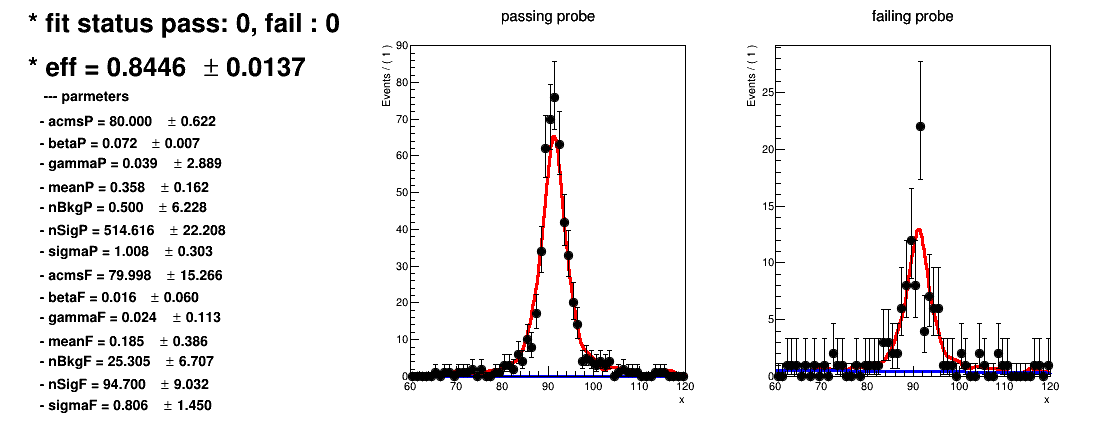 * fit status pass: 0, fail : 0
* eff = 0.8446 ± 0.0137
--- parmeters
- acmsP = 80.000 ± 0.622
- betaP = 0.072 ± 0.007
- gammaP = 0.039 ± 2.889
- meanP = 0.358 ± 0.162
- nBkgP = 0.500 ± 6.228
- nSigP = 514.616 ± 22.208
- sigmaP = 1.008 ± 0.303
- acmsF = 79.998 ± 15.266
- betaF = 0.016 ± 0.060
- gammaF = 0.024 ± 0.113
- meanF = 0.185 ± 0.386
- nBkgF = 25.305 ± 6.707
- nSigF = 94.700 ± 9.032
- sigmaF = 0.806 ± 1.450
passing probe
Events / ( 1 )
90
80
70
60
50
40
30
20
10
0
60 70 80 90 100 110 120
x
failing probe
Events / ( 1 )
25
20
15
10
5
0
60 70 80 90 100 110 120
x